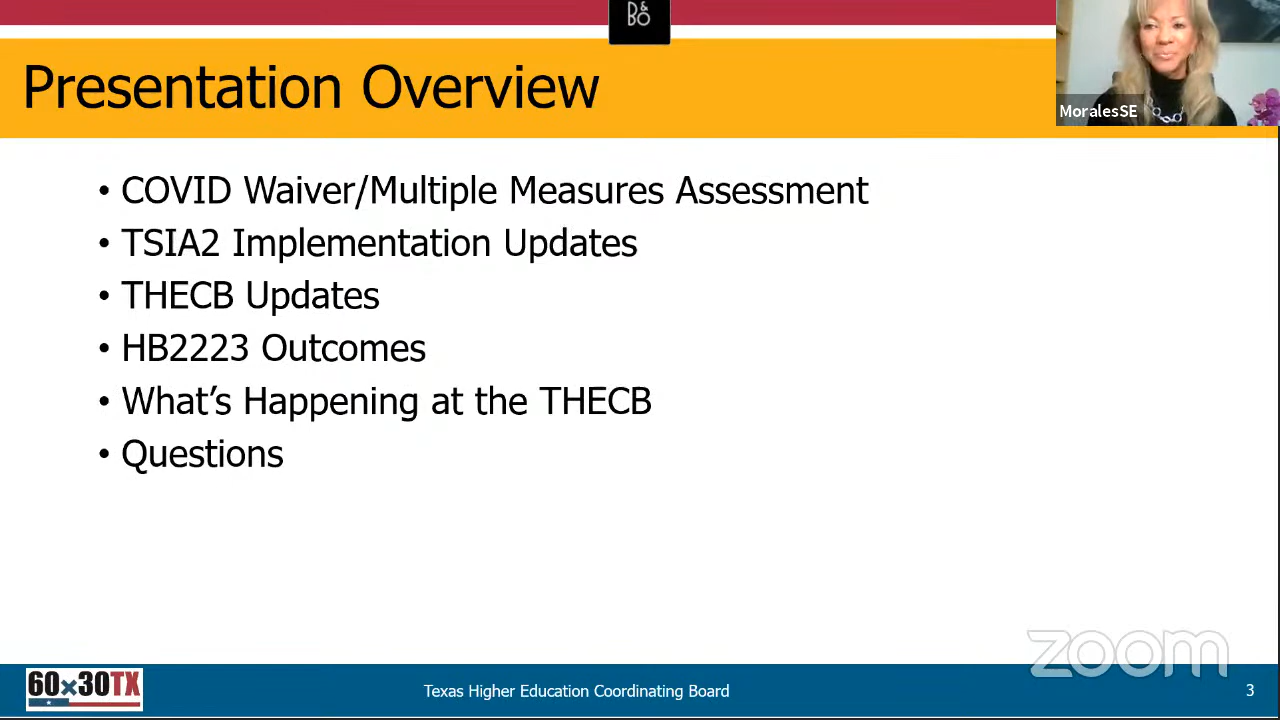 B&
BO
Presentation Overview
MoralesSE
• COVID Waiver/Multiple Measures Assessment
• TSIA2 Implementation Updates
• THECB Updates
• HB2223 Outcomes
• What's Happening at the THECB
• Questions
zoom
60x30TX
Texas Higher Education Coordinating Board
3